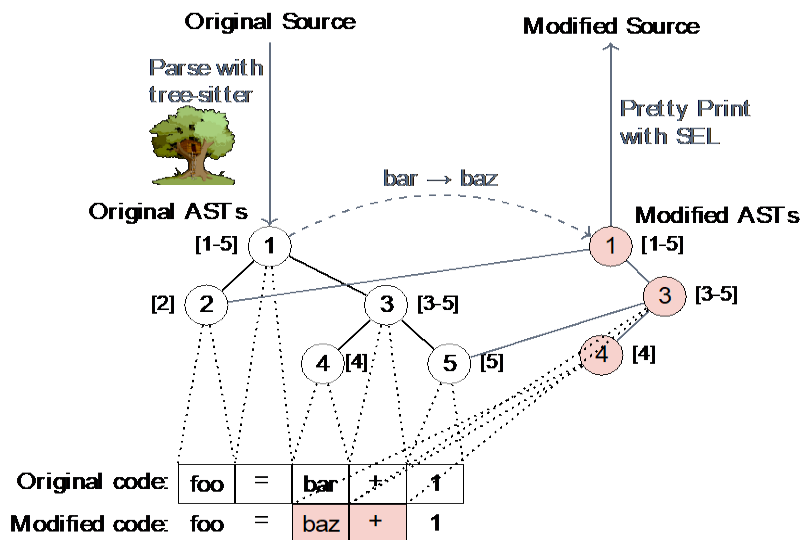 Original Source
Modified Source
Parse with
tree-sitter
Pretty Print
with SEL
bar → baz
Original ASTs
Modified ASTs
[1-5] 1
1 [1-5]
[2] 2
3 [3-5]
3 [3-5]
4 [4]
5 [5]
4 [4]
Original code: foo = bar + 1
Modified code: foo = baz + 1